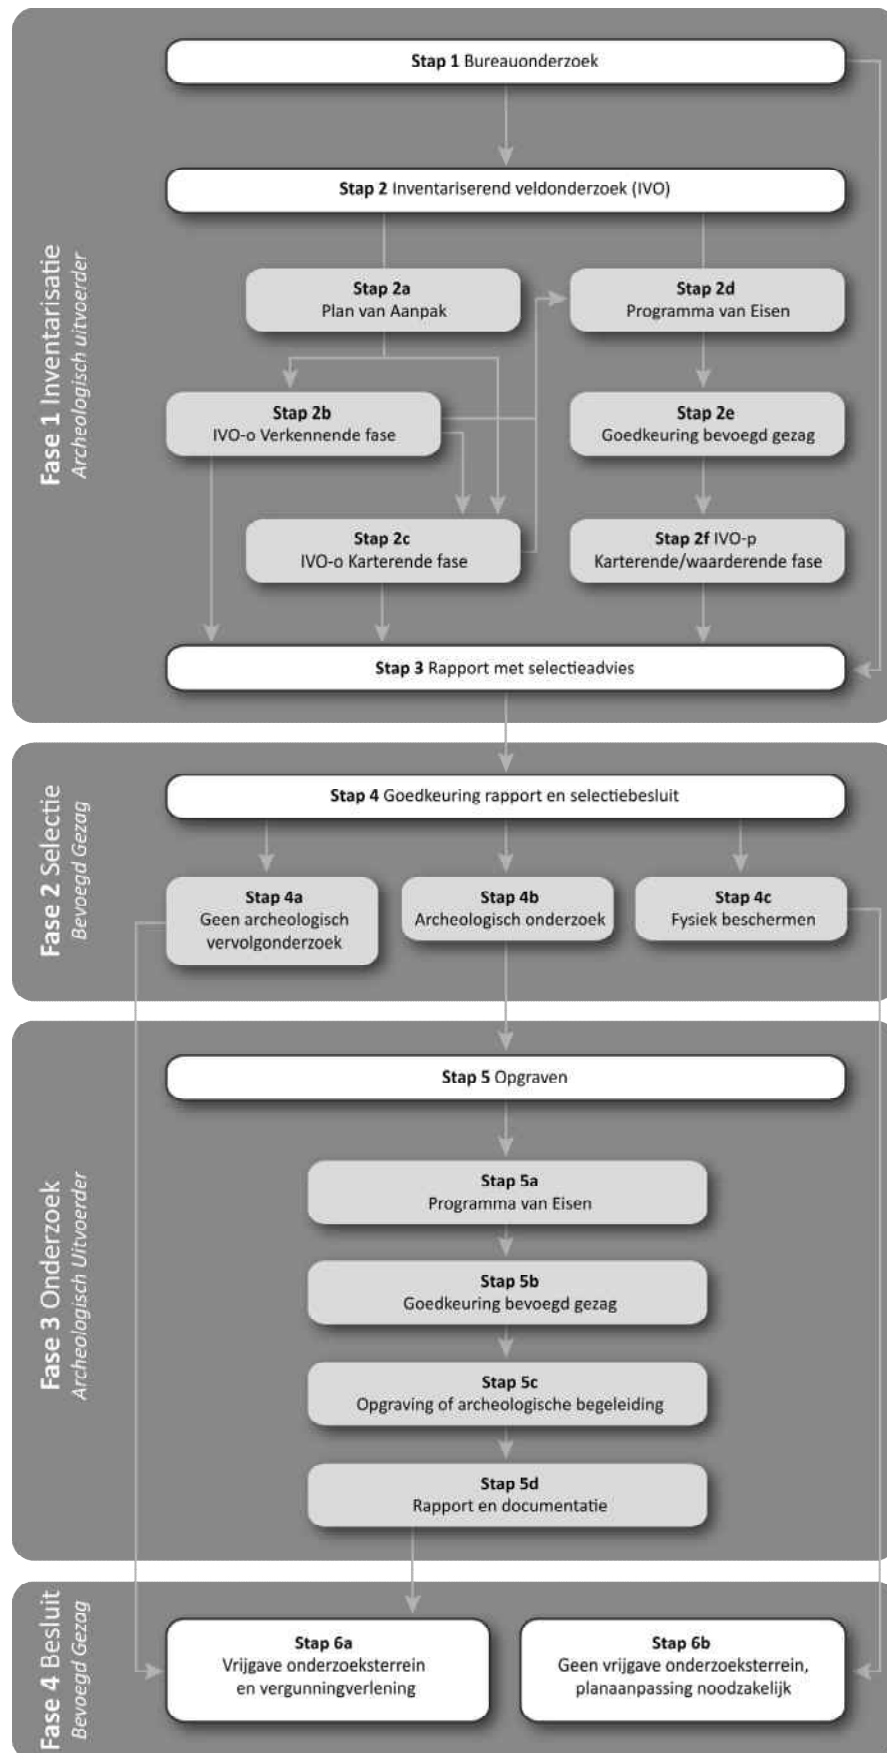 Fase 1 Inventarisatie
Archeologisch uitvoerder
Stap 1 Bureauonderzoek
Stap 2 Inventariserend veldonderzoek (IVO)
Stap 2a
Plan van Aanpak
Stap 2d
Programma van Eisen
Stap 2b
IVO-o Verkennende fase
Stap 2e
Goedkeuring bevoegd gezag
Stap 2c
IVO-o Karterende fase
Stap 2f IVO-p
Karterende/waarderende fase
Stap 3 Rapport met selectieadvies
Fase 2 Selectie
Bevoegd Gezag
Stap 4 Goedkeuring rapport en selectiebesluit
Stap 4a
Geen archeologisch
vervolgonderzoek
Stap 4b
Archeologisch onderzoek
Stap 4c
Fysiek beschermen
Fase 3 Onderzoek
Archeologisch Uitvoerder
Stap 5 Opgraven
Stap 5a
Programma van Eisen
Stap 5b
Goedkeuring bevoegd gezag
Stap 5c
Opgraving of archeologische begeleiding
Stap 5d
Rapport en documentatie
Fase 4 Besluit
Bevoegd Gezag
Stap 6a
Vrijgave onderzoeksterrein
en vergunningverlening
Stap 6b
Geen vrijgave onderzoeksterrein,
planaanpassing noodzakelijk